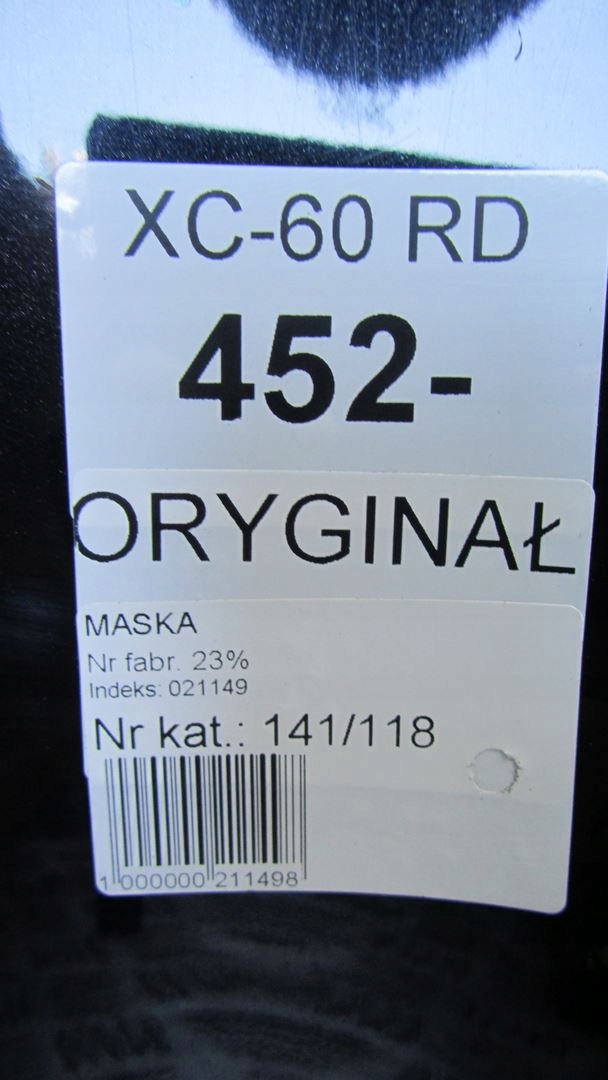 XC-60 RD
452-
ORYGINAŁ
MASKA
Nr fabr. 23%
Indeks: 021149
Nr kat.: 141/118
1 000000 211498